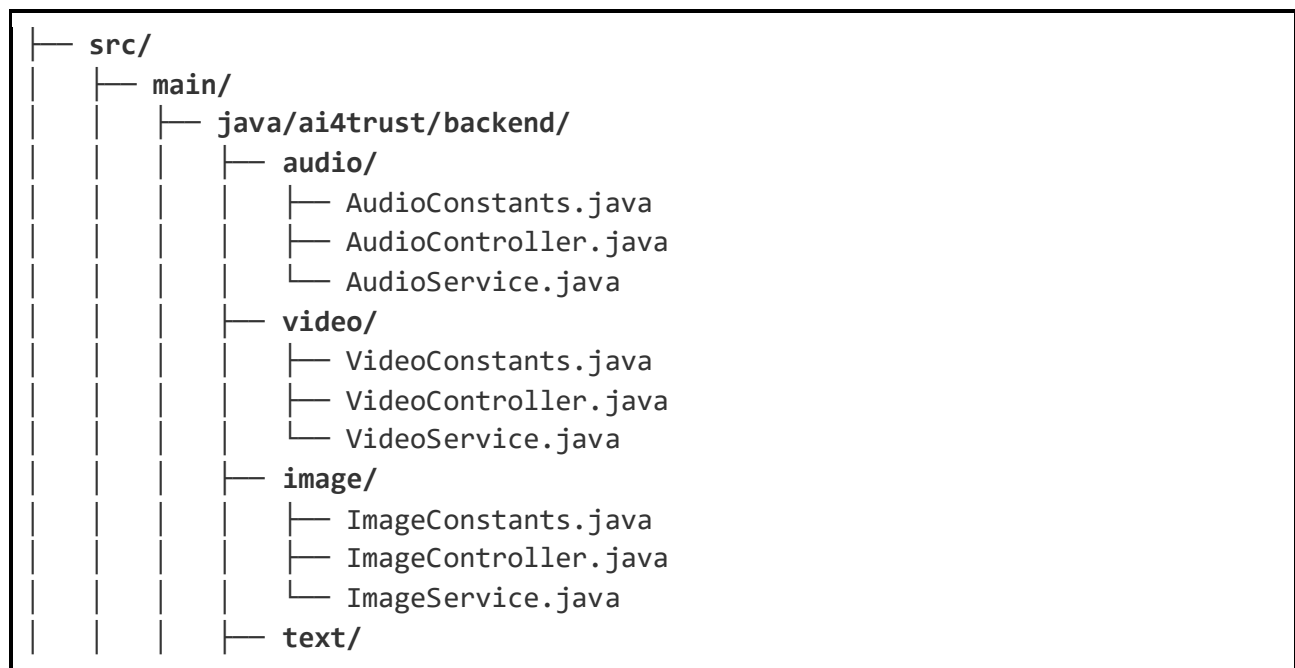 ├── src/
│   ├── main/
│   │   ├── java/ai4trust/backend/
│   │   │   ├── audio/
│   │   │   │   ├── AudioConstants.java
│   │   │   │   ├── AudioController.java
│   │   │   │   └── AudioService.java
│   │   │   ├── video/
│   │   │   │   ├── VideoConstants.java
│   │   │   │   ├── VideoController.java
│   │   │   │   └── VideoService.java
│   │   │   ├── image/
│   │   │   │   ├── ImageConstants.java
│   │   │   │   ├── ImageController.java
│   │   │   │   └── ImageService.java
│   │   │   ├── text/